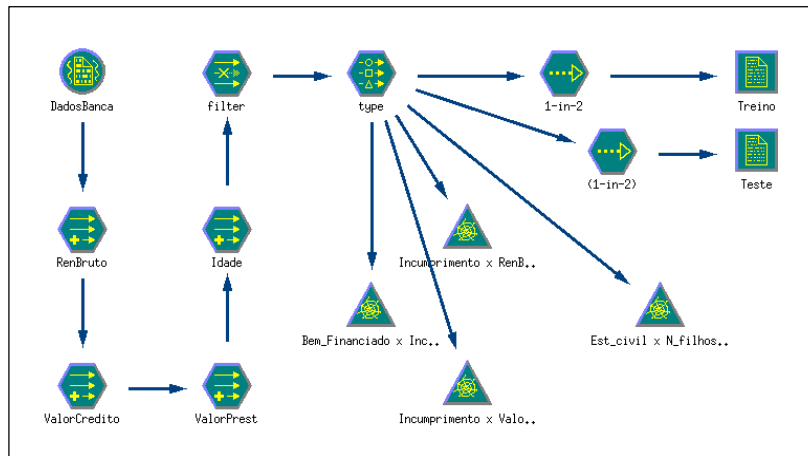 DadosBanca
filter
type
1-in-2
Treino
(1-in-2)
Teste
RenBruto
Idade
Incumprimento x RenB..
Bem_Financiado x Inc..
Est_civil x N_filhos..
ValorCredito
ValorPrest
Incumprimento x Valo..